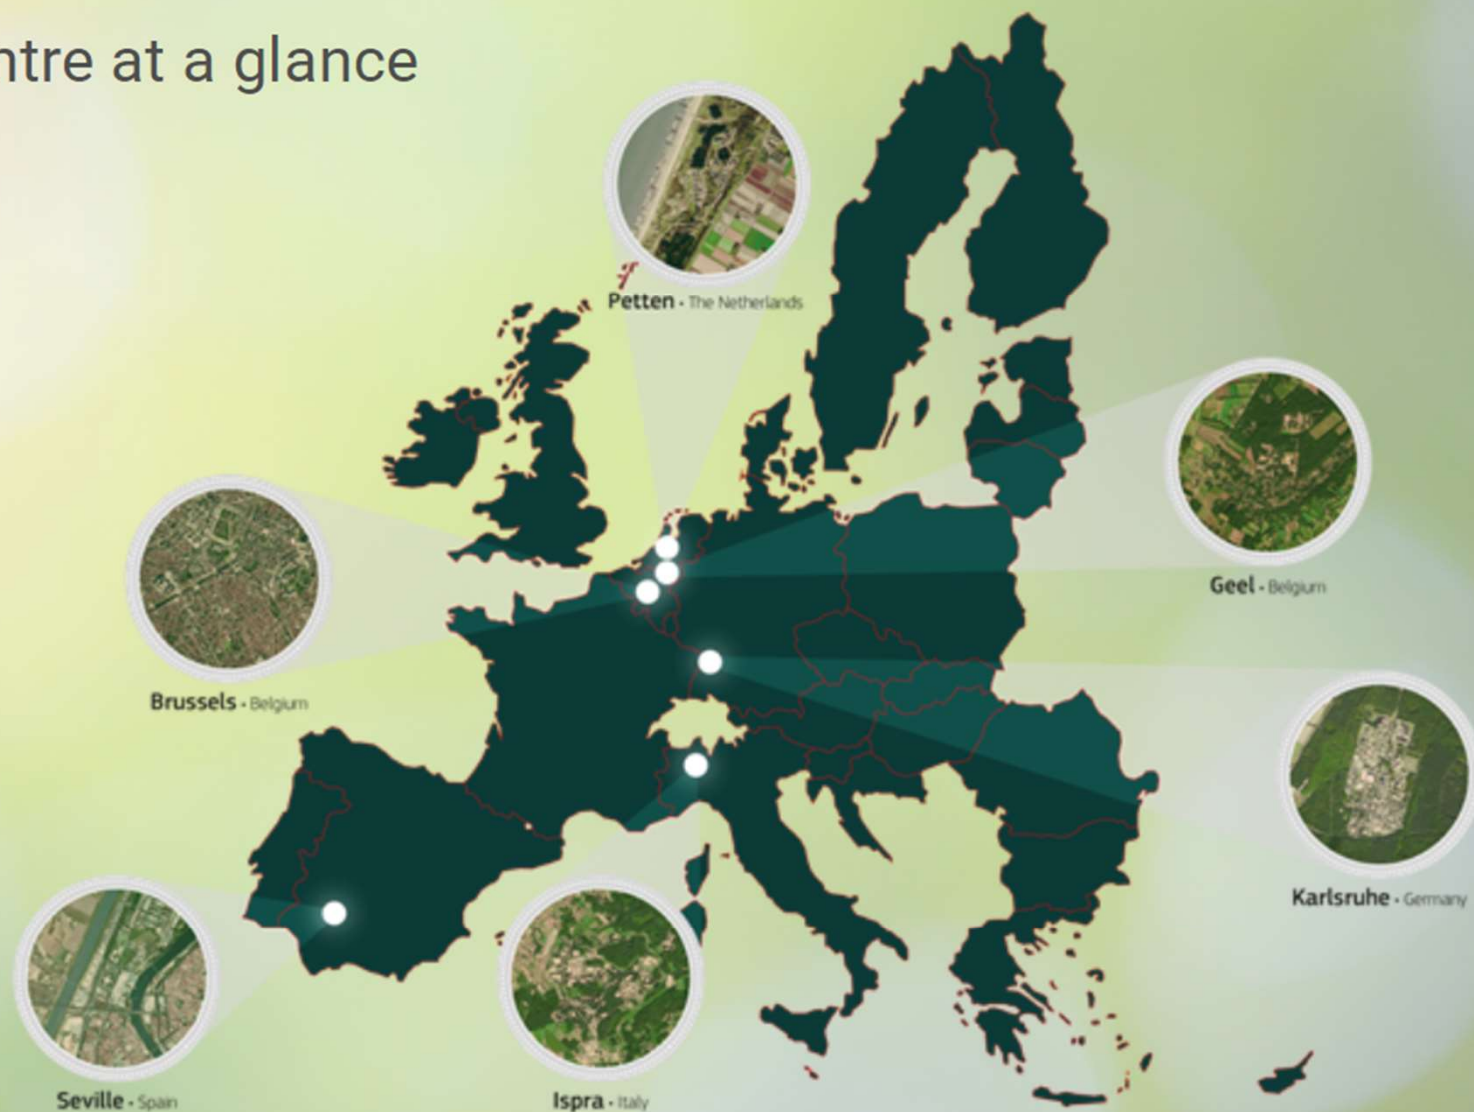 ntre at a glance
Petten · The Netherlands
Geel · Belgium
Brussels · Belgium
Karlsruhe · Germany
Seville · Spain
Ispra · Italy